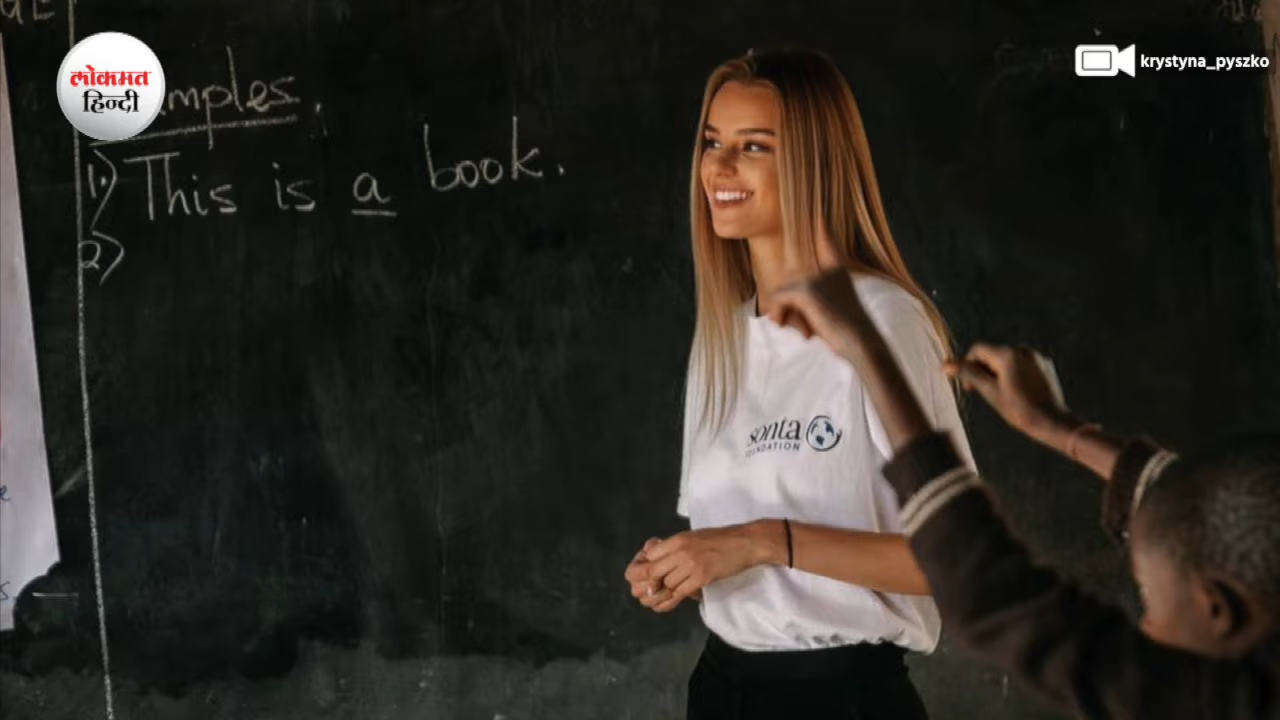 लोकमत
हिन्दी
krystyna_pyszko
mples.
1.) This is a book.
2)
sonta
FOUNDATION